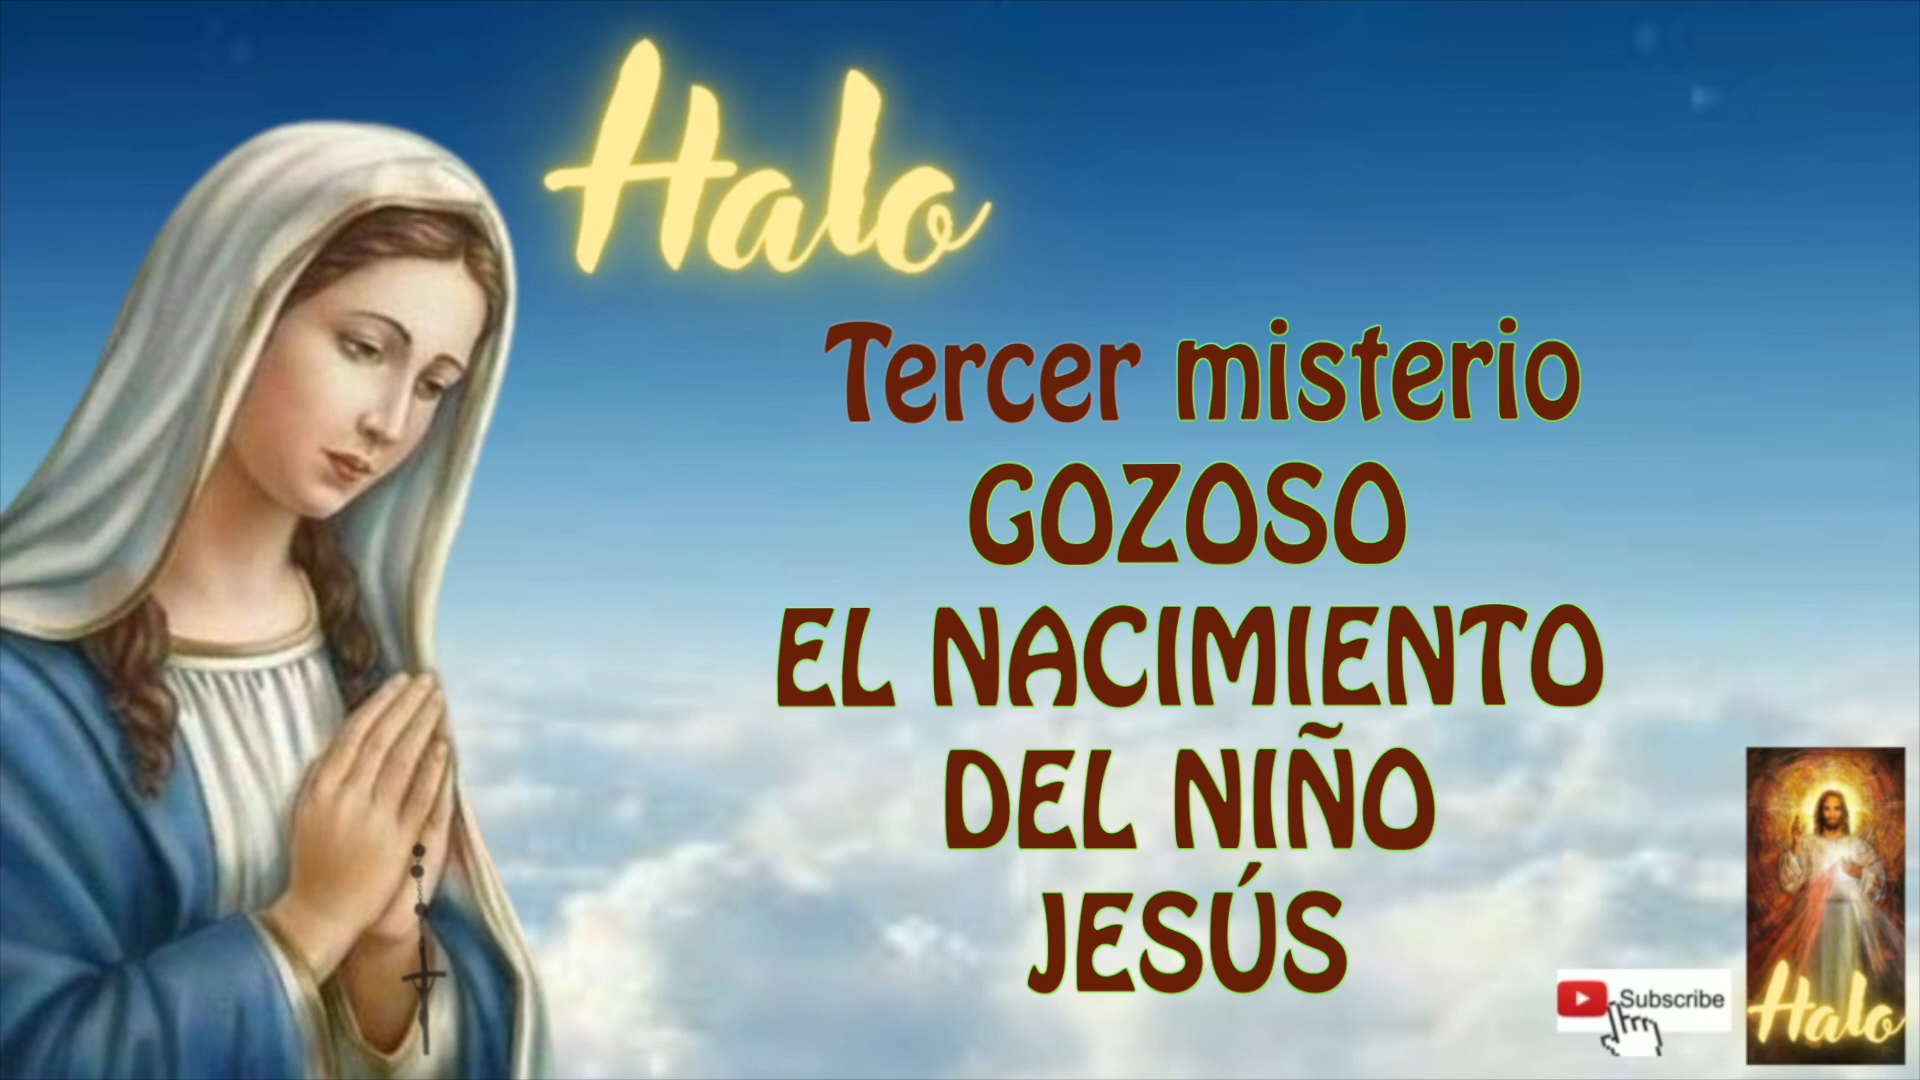 Halo
Tercer misterio
GOZOSO
EL NACIMIENTO
DEL NIÑO
JESÚS
Subscribe
Halo